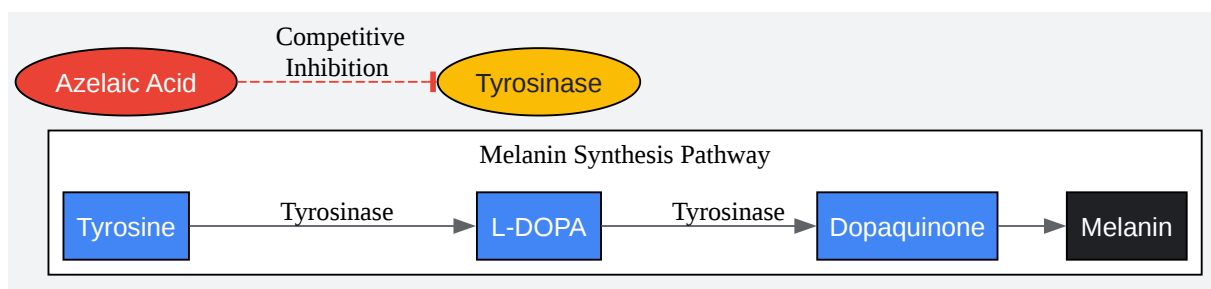 Competitive
Inhibition
Azelaic Acid
Tyrosinase
Melanin Synthesis Pathway
Tyrosine
Tyrosinase
L-DOPA
Tyrosinase
Dopaquinone
Melanin